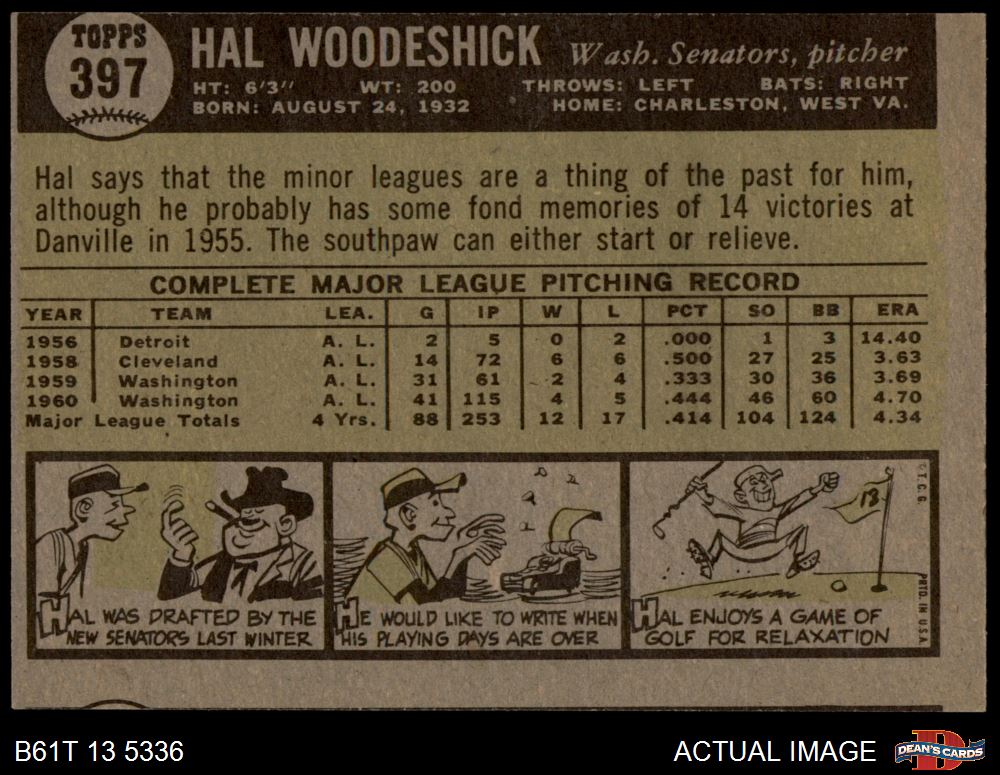 TOPPS
397
HAL WOODESHICK Wash. Senators, pitcher
HT: 6'3" WT: 200 THROWS: LEFT BATS: RIGHT
BORN: AUGUST 24, 1932 HOME: CHARLESTON, WEST VA.
Hal says that the minor leagues are a thing of the past for him,
although he probably has some fond memories of 14 victories at
Danville in 1955. The southpaw can either start or relieve.
COMPLETE MAJOR LEAGUE PITCHING RECORD
YEAR TEAM LEA. G IP W L PCT SO BB ERA
1956 Detroit A. L. 2 5 0 2 .000 1 3 14.40
1958 Cleveland A. L. 14 72 6 6 .500 27 25 3.63
1959 Washington A. L. 31 61 2 4 .333 30 36 3.69
1960 Washington A. L. 41 115 4 5 .444 46 60 4.70
Major League Totals 4 Yrs. 88 253 12 17 .414 104 124 4.34
HAL WAS DRAFTED BY THE
NEW SENATORS LAST WINTER
HE WOULD LIKE TO WRITE WHEN
HIS PLAYING DAYS ARE OVER
13
HAL ENJOYS A GAME OF
GOLF FOR RELAXATION
©T.C.G.
PRTD. IN U.S.A.
B61T 13 5336
ACTUAL IMAGE
D
DEAN'S CARDS